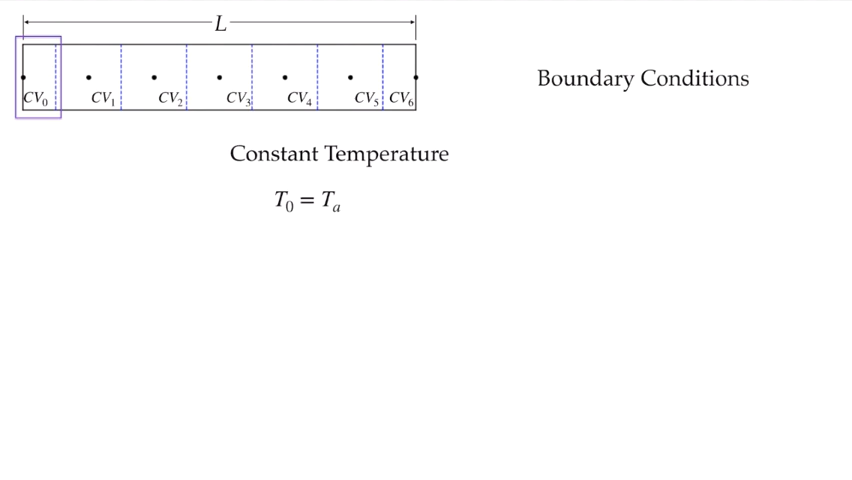 L
Boundary Conditions
CV₀ CV₁ CV₂ CV₃ CV₄ CV₅ CV₆
Constant Temperature
T₀ = Tₐ